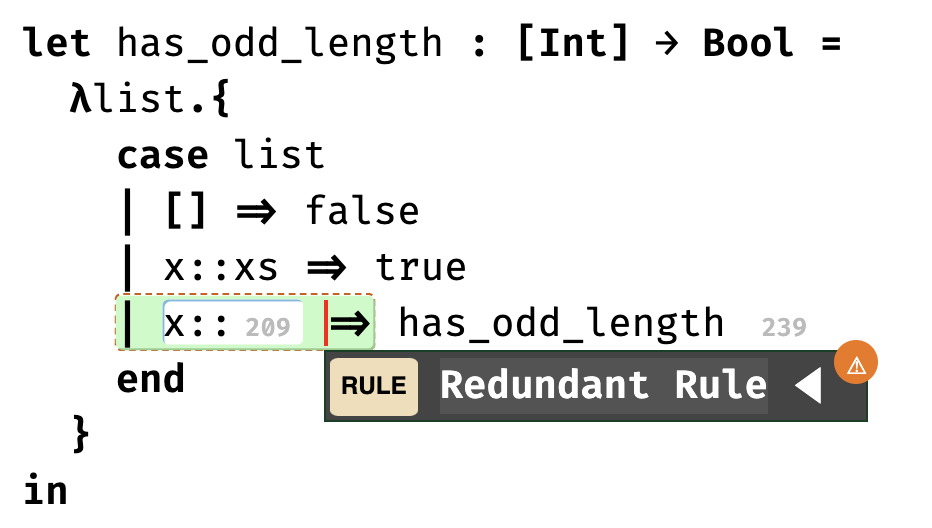 let has_odd_length : [Int] → Bool =
λlist.{
case list
| [] ⇒ false
| x::xs ⇒ true
| x:: 209 ⇒ has_odd_length 239
end
RULE Redundant Rule ◀ ⚠
}
in